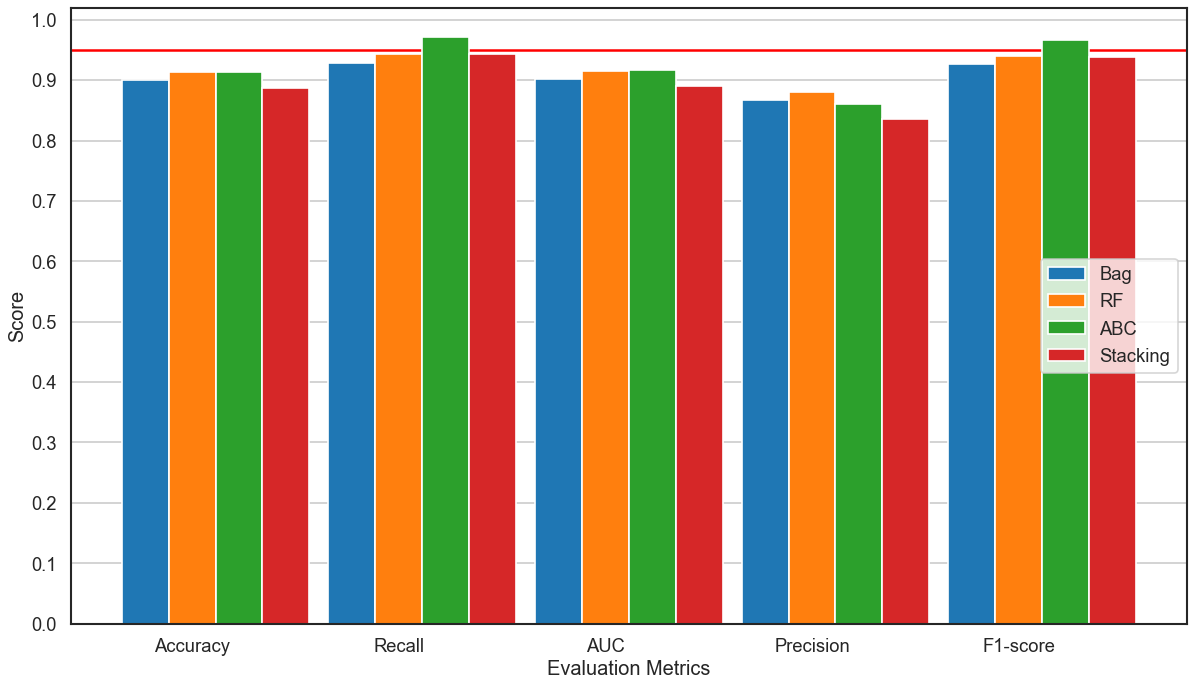 1.0
0.9
0.8
0.7
0.6
0.5
0.4
0.3
0.2
0.1
0.0
Score
Bag
RF
ABC
Stacking
Accuracy
Recall
AUC
Precision
F1-score
Evaluation Metrics